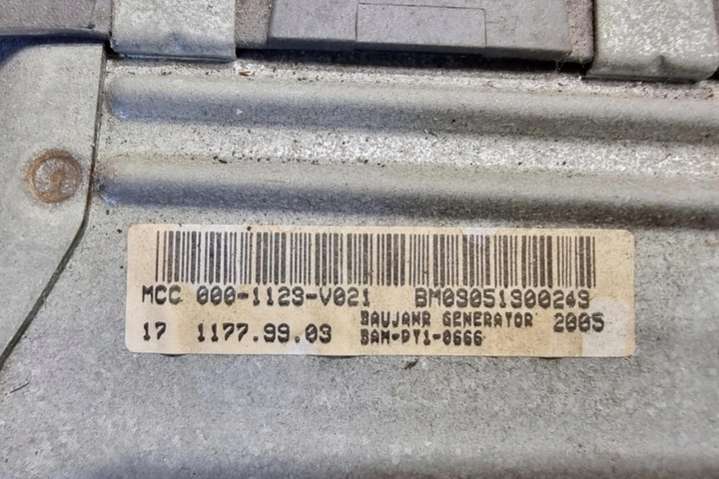 MCC 000-1123-V021 BM03051300243
17 1177.99.03 BAUJAHR GENERATOR 2005
BAM-PT1-0666